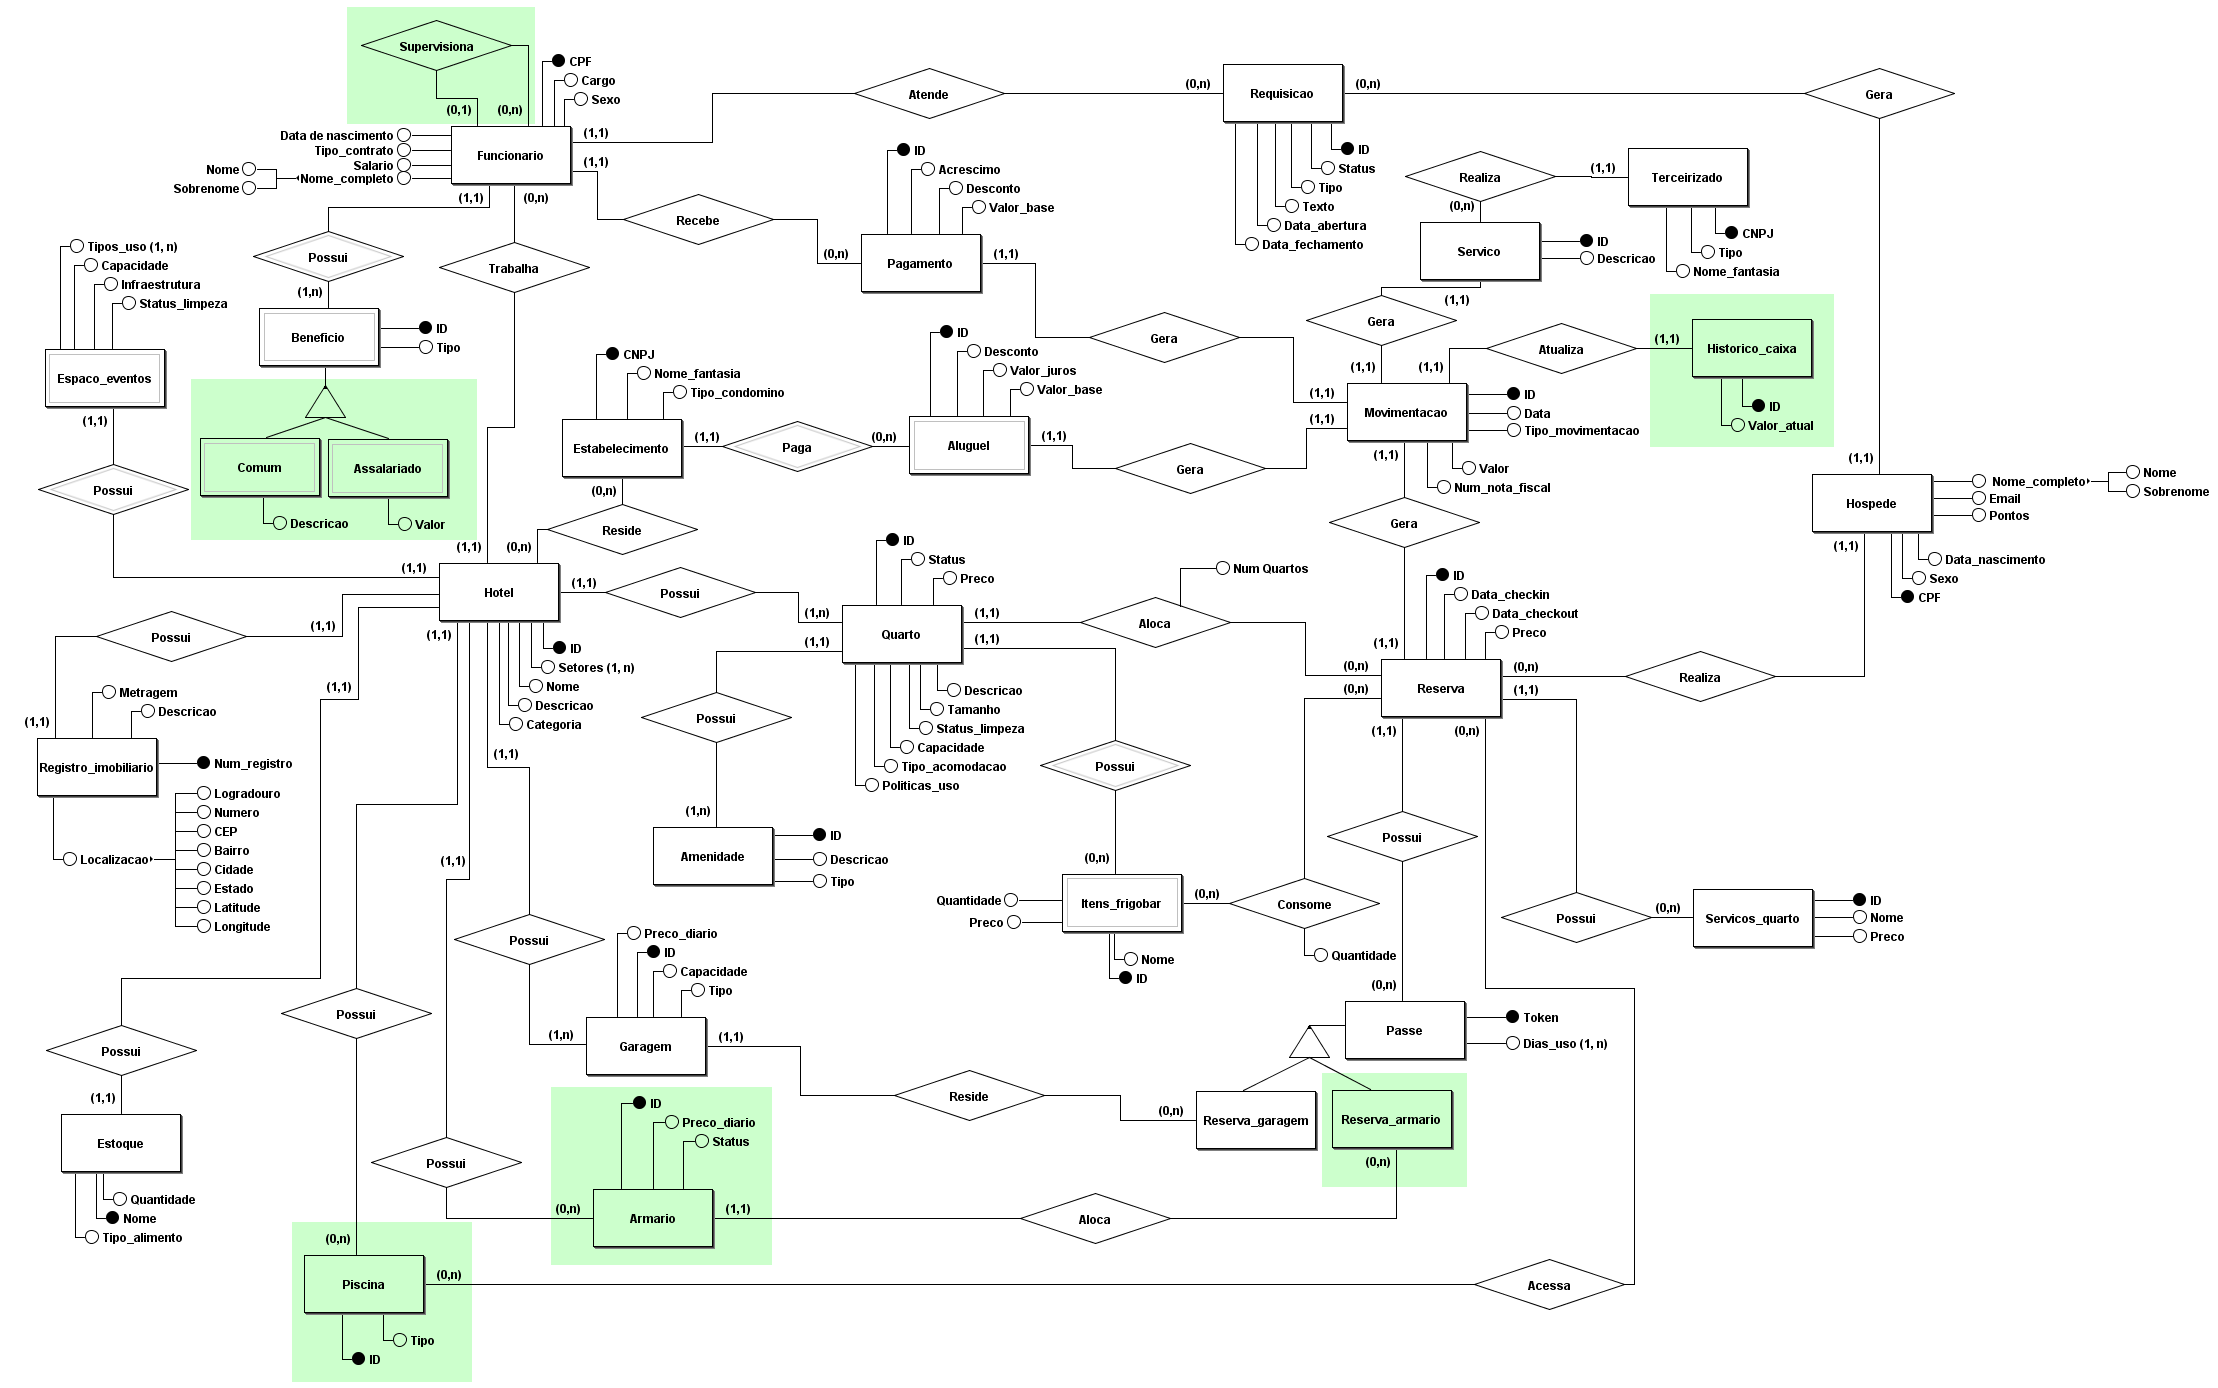 Supervisiona
(0,1)
(0,n)
CPF
Cargo
Sexo
Data de nascimento
Tipo_contrato
Salario
Nome_completo
Nome
Sobrenome
Funcionario
(1,1)
(1,1)
(1,1)
(0,n)
Atende
(0,n)
Requisicao
(0,n)
Gera
ID
Status
Tipo
Texto
Data_abertura
Data_fechamento
Recebe
(0,n)
ID
Acrescimo
Desconto
Valor_base
Pagamento
(1,1)
Realiza
(1,1)
Terceirizado
CNPJ
Tipo
Nome_fantasia
(0,n)
Servico
ID
Descricao
(1,1)
Gera
(1,1)
Tipos_uso (1, n)
Capacidade
Infraestrutura
Status_limpeza
Espaco_eventos
(1,1)
Possui
(1,1)
Possui
(1,n)
Beneficio
ID
Tipo
Comum
Descricao
Assalariado
Valor
Trabalha
(1,1)
CNPJ
Nome_fantasia
Tipo_condomino
Estabelecimento
(1,1)
(0,n)
Reside
(0,n)
Paga
(0,n)
ID
Desconto
Valor_juros
Valor_base
Aluguel
(1,1)
Gera
(1,1)
Gera
(1,1)
Movimentacao
ID
Data
Tipo_movimentacao
Valor
Num_nota_fiscal
(1,1)
Atualiza
(1,1)
Historico_caixa
ID
Valor_atual
(1,1)
Gera
(1,1)
(1,1)
Hospede
Nome_completo
Nome
Sobrenome
Email
Pontos
Data_nascimento
Sexo
CPF
(1,1)
Hotel
(1,1)
Possui
(1,n)
ID
Setores (1, n)
Nome
Descricao
Categoria
ID
Status
Preco
Quarto
(1,1)
(1,1)
(1,1)
Descricao
Tamanho
Status_limpeza
Capacidade
Tipo_acomodacao
Politicas_uso
Num Quartos
Aloca
(0,n)
ID
Data_checkin
Data_checkout
Preco
Reserva
(0,n)
Realiza
(0,n)
(1,1)
(1,1)
(0,n)
Possui
(1,1)
(1,1)
Registro_imobiliario
Metragem
Descricao
Num_registro
Localizacao
Logradouro
Numero
CEP
Bairro
Cidade
Estado
Latitude
Longitude
(1,1)
Possui
(1,1)
Estoque
Quantidade
Nome
Tipo_alimento
(1,1)
Possui
(0,n)
Piscina
Tipo
ID
(0,n)
Acessa
(1,1)
Possui
(0,n)
ID
Preco_diario
Status
Armario
(1,1)
Aloca
(0,n)
Reserva_armario
(1,1)
Possui
(1,n)
Preco_diario
ID
Capacidade
Tipo
Garagem
(1,1)
Reside
(0,n)
Reserva_garagem
Possui
(1,n)
Amenidade
ID
Descricao
Tipo
Possui
(0,n)
Itens_frigobar
Quantidade
Preco
Nome
ID
(0,n)
Consome
Quantidade
Possui
(0,n)
Passe
Token
Dias_uso (1, n)
Possui
(0,n)
Servicos_quarto
ID
Nome
Preco